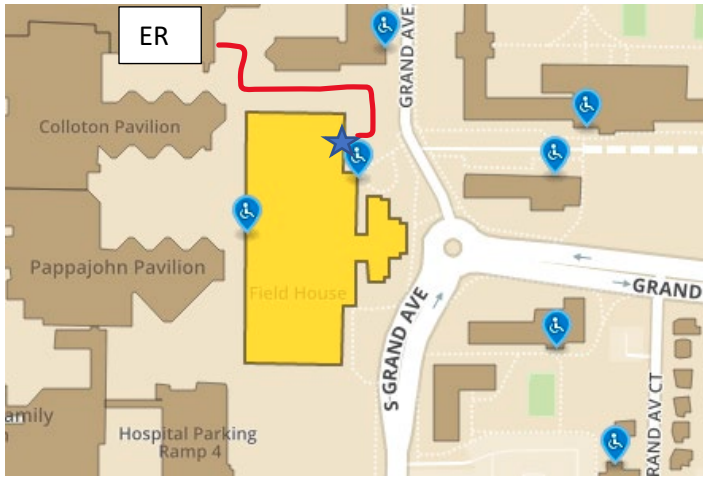 ER
GRAND AVE
Colloton Pavilion
Pappajohn Pavilion
Field House
GRAND
S GRAND AVE
amily
Hospital Parking
Ramp 4
RAND AV CT